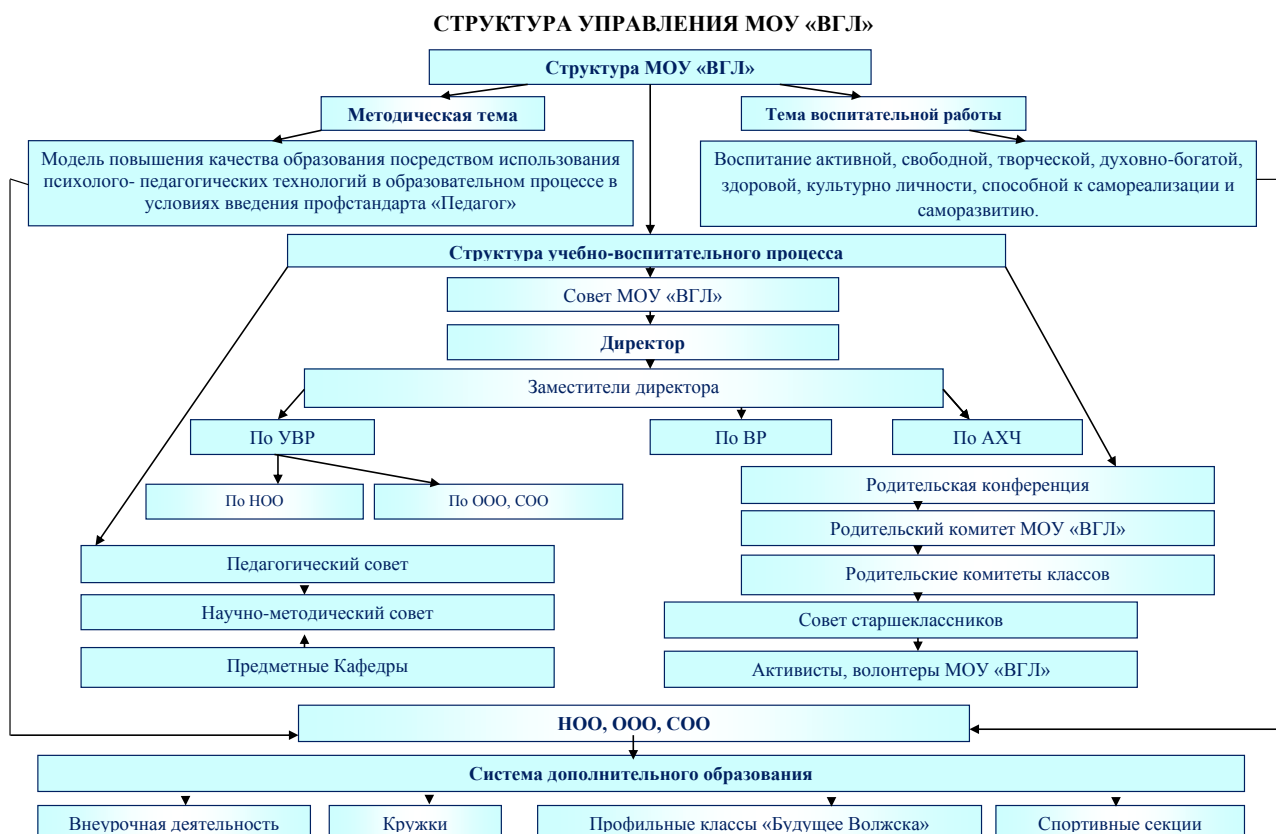 СТРУКТУРА УПРАВЛЕНИЯ МОУ «ВГЛ»
Структура МОУ «ВГЛ»
Методическая тема
Тема воспитательной работы
Модель повышения качества образования посредством использования
психолого- педагогических технологий в образовательном процессе в
условиях введения профстандарта «Педагог»
Воспитание активной, свободной, творческой, духовно-богатой,
здоровой, культурно личности, способной к самореализации и
саморазвитию.
Структура учебно-воспитательного процесса
Совет МОУ «ВГЛ»
Директор
Заместители директора
По УВР
По ВР
По АХЧ
По НОО
По ООО, СОО
Родительская конференция
Родительский комитет МОУ «ВГЛ»
Родительские комитеты классов
Совет старшеклассников
Активисты, волонтеры МОУ «ВГЛ»
Педагогический совет
Научно-методический совет
Предметные Кафедры
НОО, ООО, СОО
Система дополнительного образования
Внеурочная деятельность
Кружки
Профильные классы «Будущее Волжска»
Спортивные секции